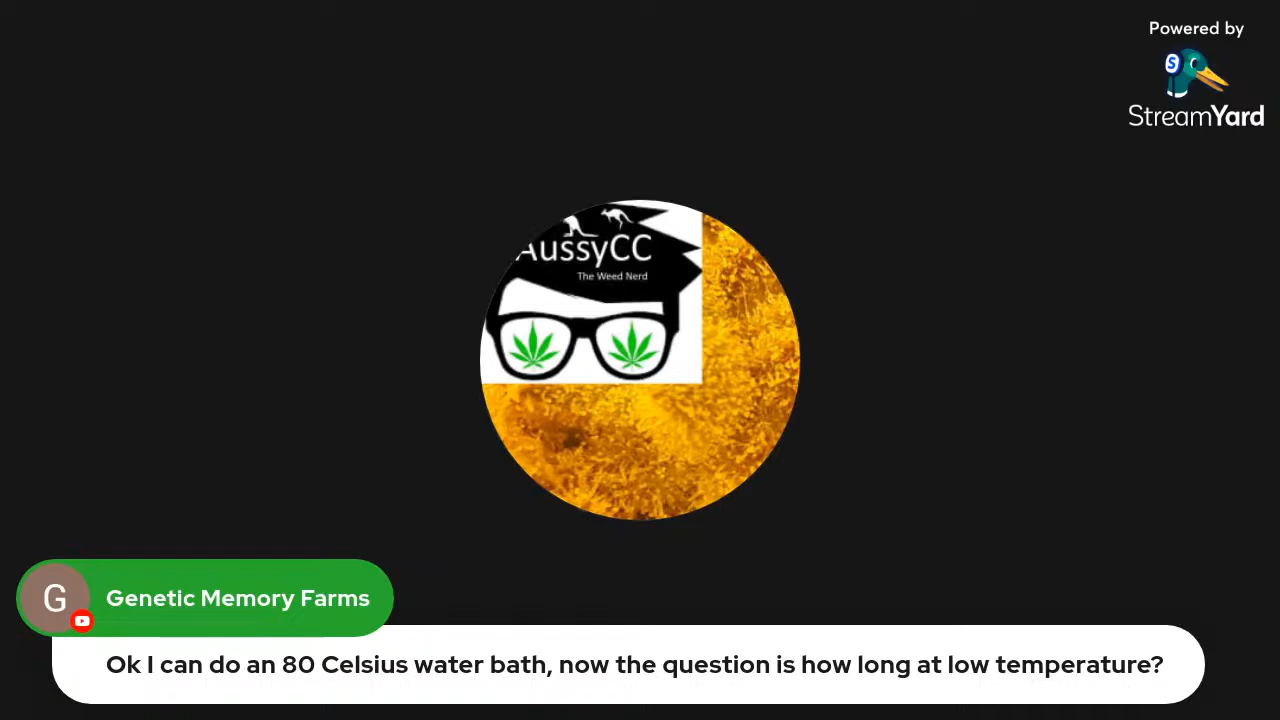 Powered by
S
StreamYard
AussyCC
The Weed Nerd
G
Genetic Memory Farms
Ok I can do an 80 Celsius water bath, now the question is how long at low temperature?